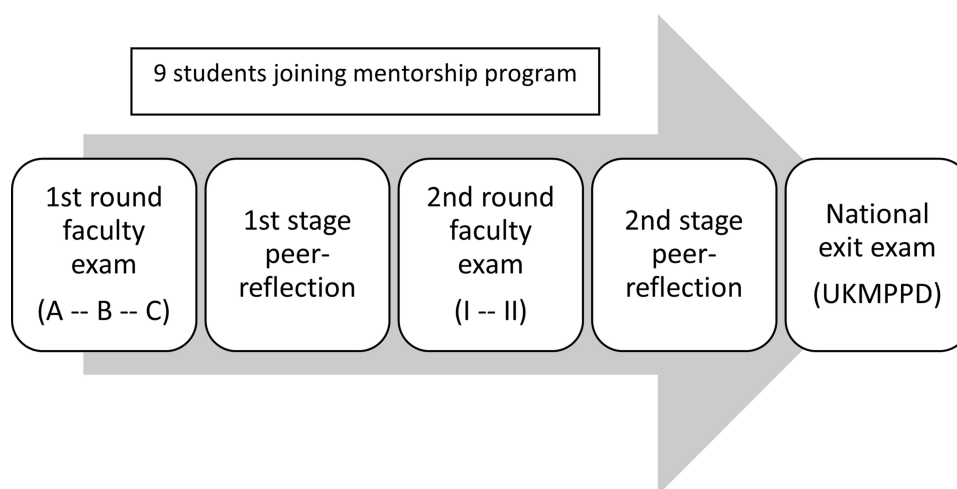 9 students joining mentorship program
1st round
faculty
exam
(A -- B -- C)
1st stage
peer-
reflection
2nd round
faculty
exam
(I -- II)
2nd stage
peer-
reflection
National
exit exam
(UKMPPD)